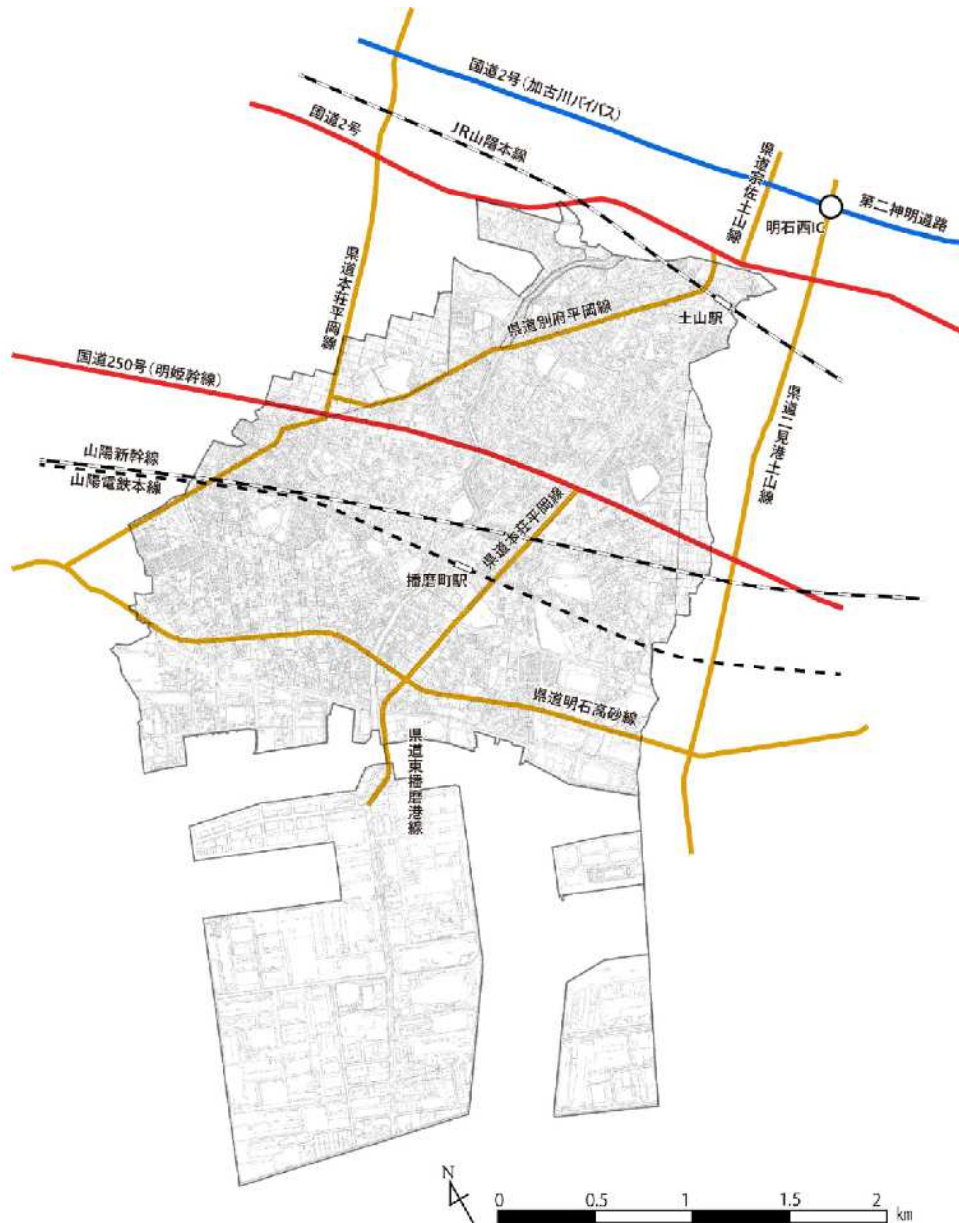 国道2号（加古川バイパス）
JR山陽本線
国道2号
県道宗佐土山線
第二神明道路
明石西IC
県道本荘平岡線
県道別府平岡線
土山駅
国道250号（明姫幹線）
県道二見港土山線
山陽新幹線
山陽電鉄本線
県道本荘平岡線
播磨町駅
県道明石高砂線
県道東播磨港線
N
0 0.5 1 1.5 2
km